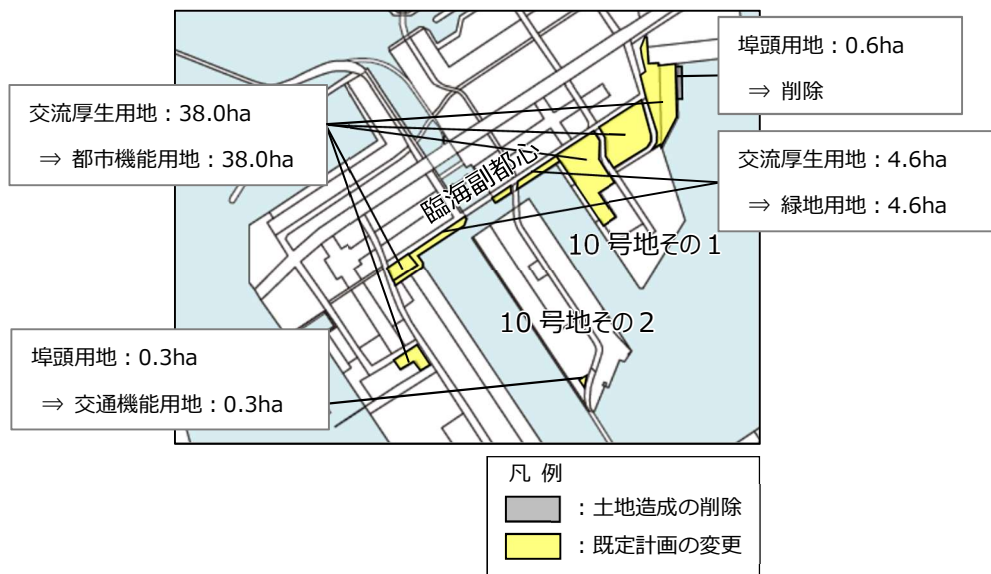 埠頭用地：0.6ha
⇒ 削除
交流厚生用地：38.0ha
⇒ 都市機能用地：38.0ha
交流厚生用地：4.6ha
⇒ 緑地用地：4.6ha
臨海副都心
10 号地その１
10 号地その２
埠頭用地：0.3ha
⇒ 交通機能用地：0.3ha
凡 例
：土地造成の削除
：既定計画の変更